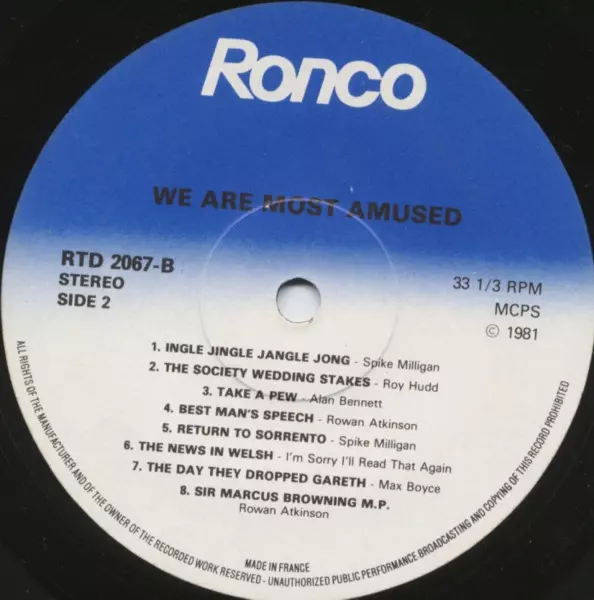 Ronco
WE ARE MOST AMUSED
RTD 2067-B
STEREO
SIDE 2
33 1/3 RPM
MCPS
© 1981
1. INGLE JINGLE JANGLE JONG - Spike Milligan
2. THE SOCIETY WEDDING STAKES - Roy Hudd
3. TAKE A PEW - Alan Bennett
4. BEST MAN'S SPEECH - Rowan Atkinson
5. RETURN TO SORRENTO - Spike Milligan
6. THE NEWS IN WELSH - I'm Sorry I'll Read That Again
7. THE DAY THEY DROPPED GARETH - Max Boyce
8. SIR MARCUS BROWNING M.P.
Rowan Atkinson
MADE IN FRANCE
ALL RIGHTS OF THE MANUFACTURER AND OF THE OWNER OF THE RECORDED WORK RESERVED - UNAUTHORIZED PUBLIC PERFORMANCE, BROADCASTING AND COPYING OF THIS RECORD PROHIBITED